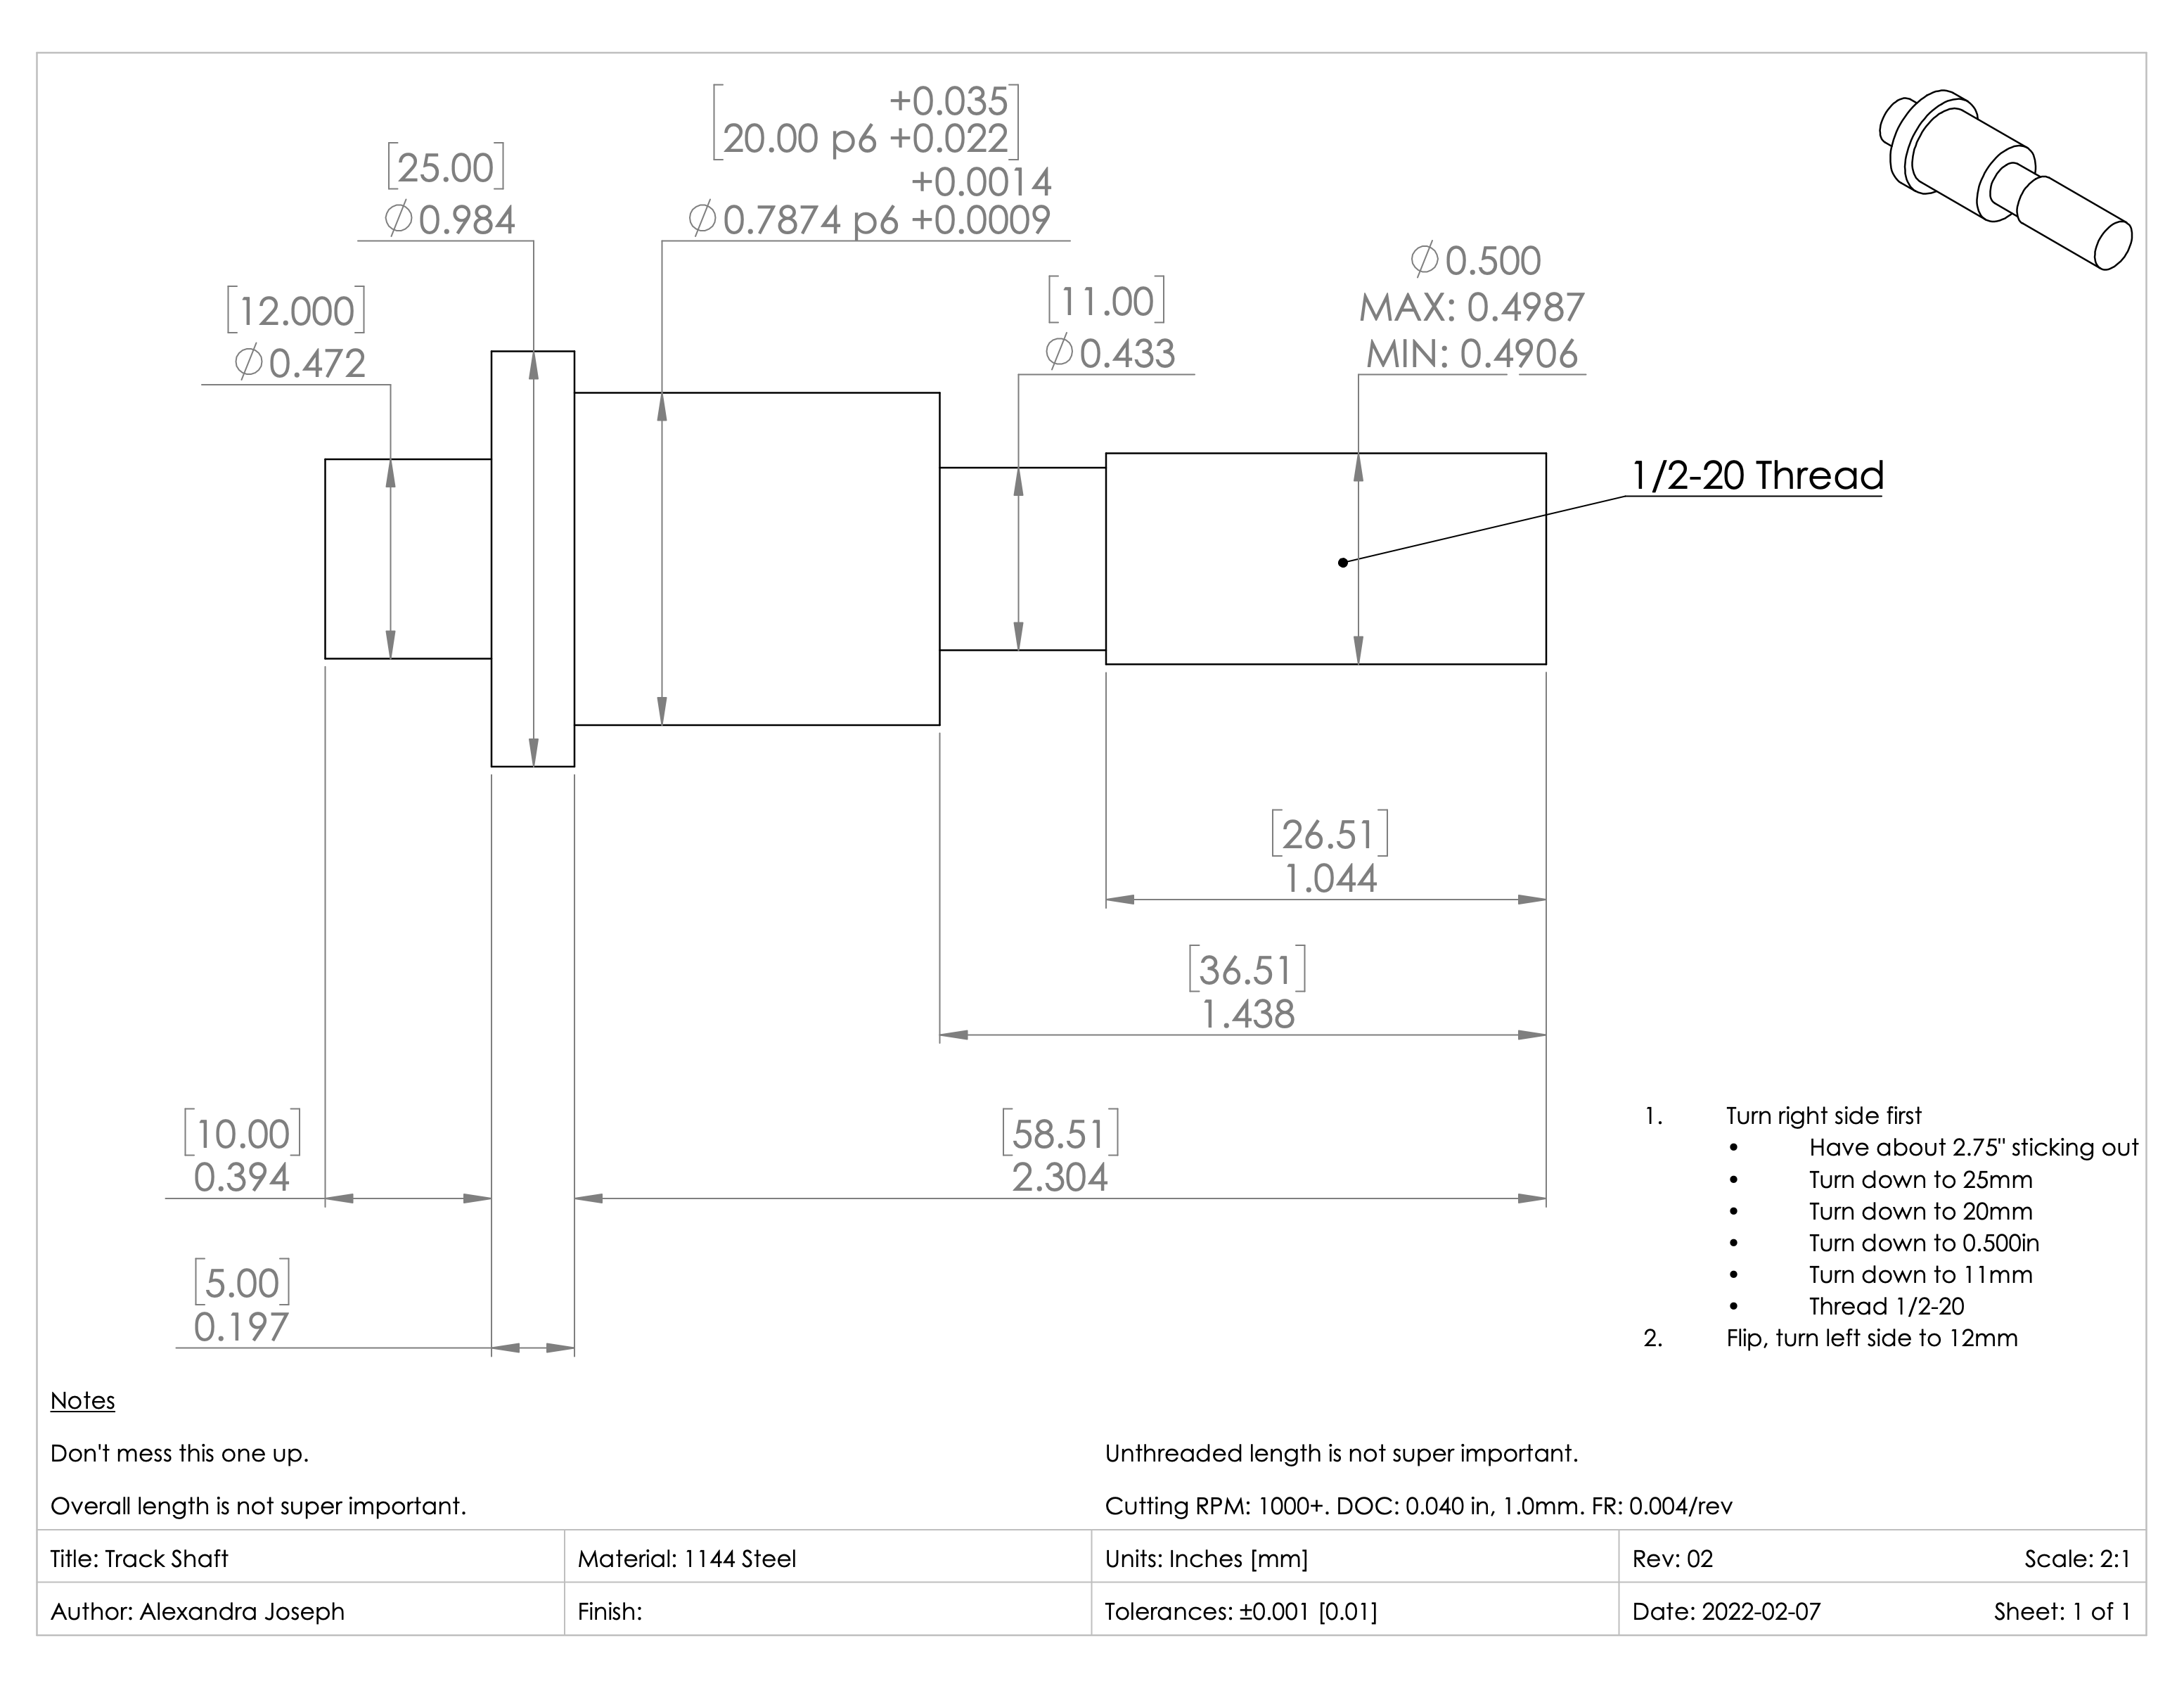 +0.035
[20.00 p6 +0.022]
+0.0014
⌀0.7874 p6 +0.0009
[25.00]
⌀0.984
[12.000]
⌀0.472
[11.00]
⌀0.433
⌀0.500
MAX: 0.4987
MIN: 0.4906
1/2-20 Thread
[26.51]
1.044
[36.51]
1.438
[10.00]
0.394
[58.51]
2.304
[5.00]
0.197
1. Turn right side first
• Have about 2.75" sticking out
• Turn down to 25mm
• Turn down to 20mm
• Turn down to 0.500in
• Turn down to 11mm
• Thread 1/2-20
2. Flip, turn left side to 12mm
Notes
Don't mess this one up.
Overall length is not super important.
Unthreaded length is not super important.
Cutting RPM: 1000+. DOC: 0.040 in, 1.0mm. FR: 0.004/rev
Title: Track Shaft
Material: 1144 Steel
Units: Inches [mm]
Rev: 02
Scale: 2:1
Author: Alexandra Joseph
Finish:
Tolerances: ±0.001 [0.01]
Date: 2022-02-07
Sheet: 1 of 1